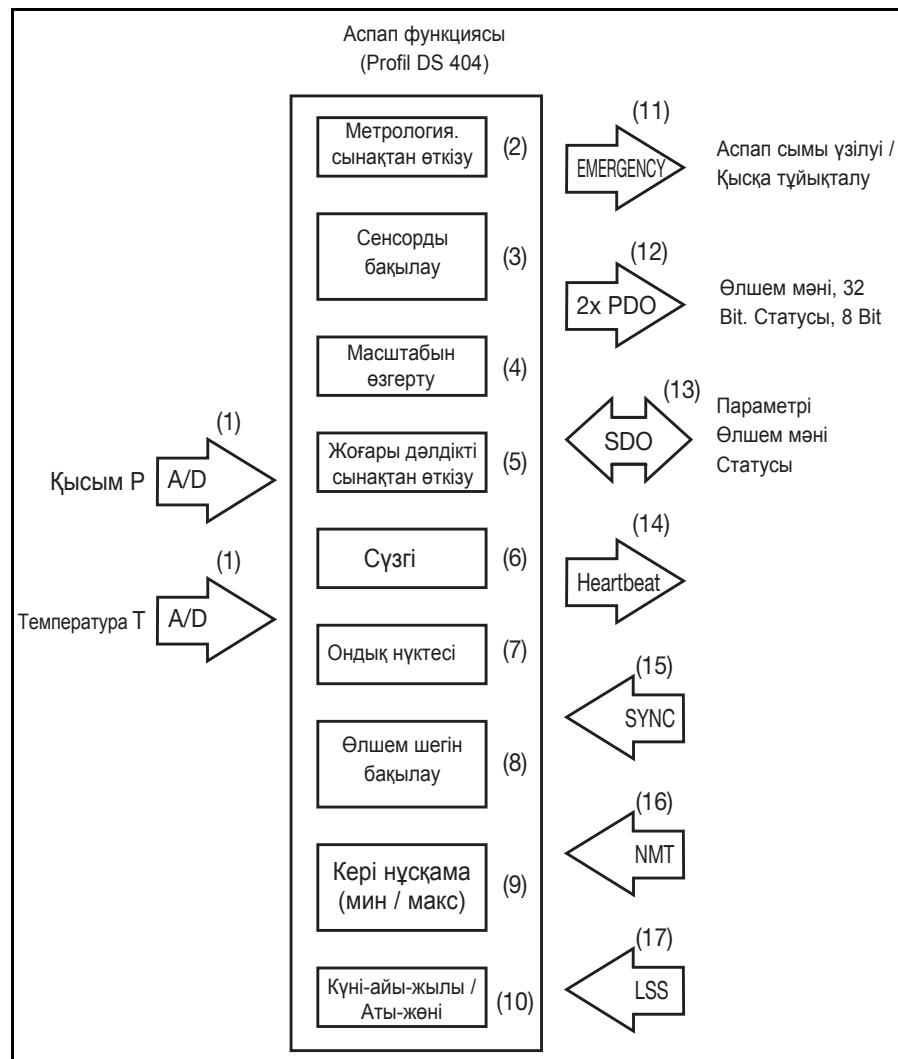 Аспап функциясы
(Profil DS 404)
Қысым P
(1)
A/D
Температура T
(1)
A/D
Метрология.
сынақтан өткізу
(2)
Сенсорды
бақылау
(3)
Масштабын
өзгерту
(4)
Жоғары дәлдікті
сынақтан өткізу
(5)
Сүзгі
(6)
Ондық нүктесі
(7)
Өлшем шегін
бақылау
(8)
Кері нұсқама
(мин / макс)
(9)
Күні-айы-жылы /
Аты-жөні
(10)
(11)
EMERGENCY
Аспап сымы үзілуі /
Қысқа тұйықталу
(12)
2x PDO
Өлшем мәні, 32
Bit. Статусы, 8 Bit
(13)
SDO
Параметрі
Өлшем мәні
Статусы
(14)
Heartbeat
(15)
SYNC
(16)
NMT
(17)
LSS